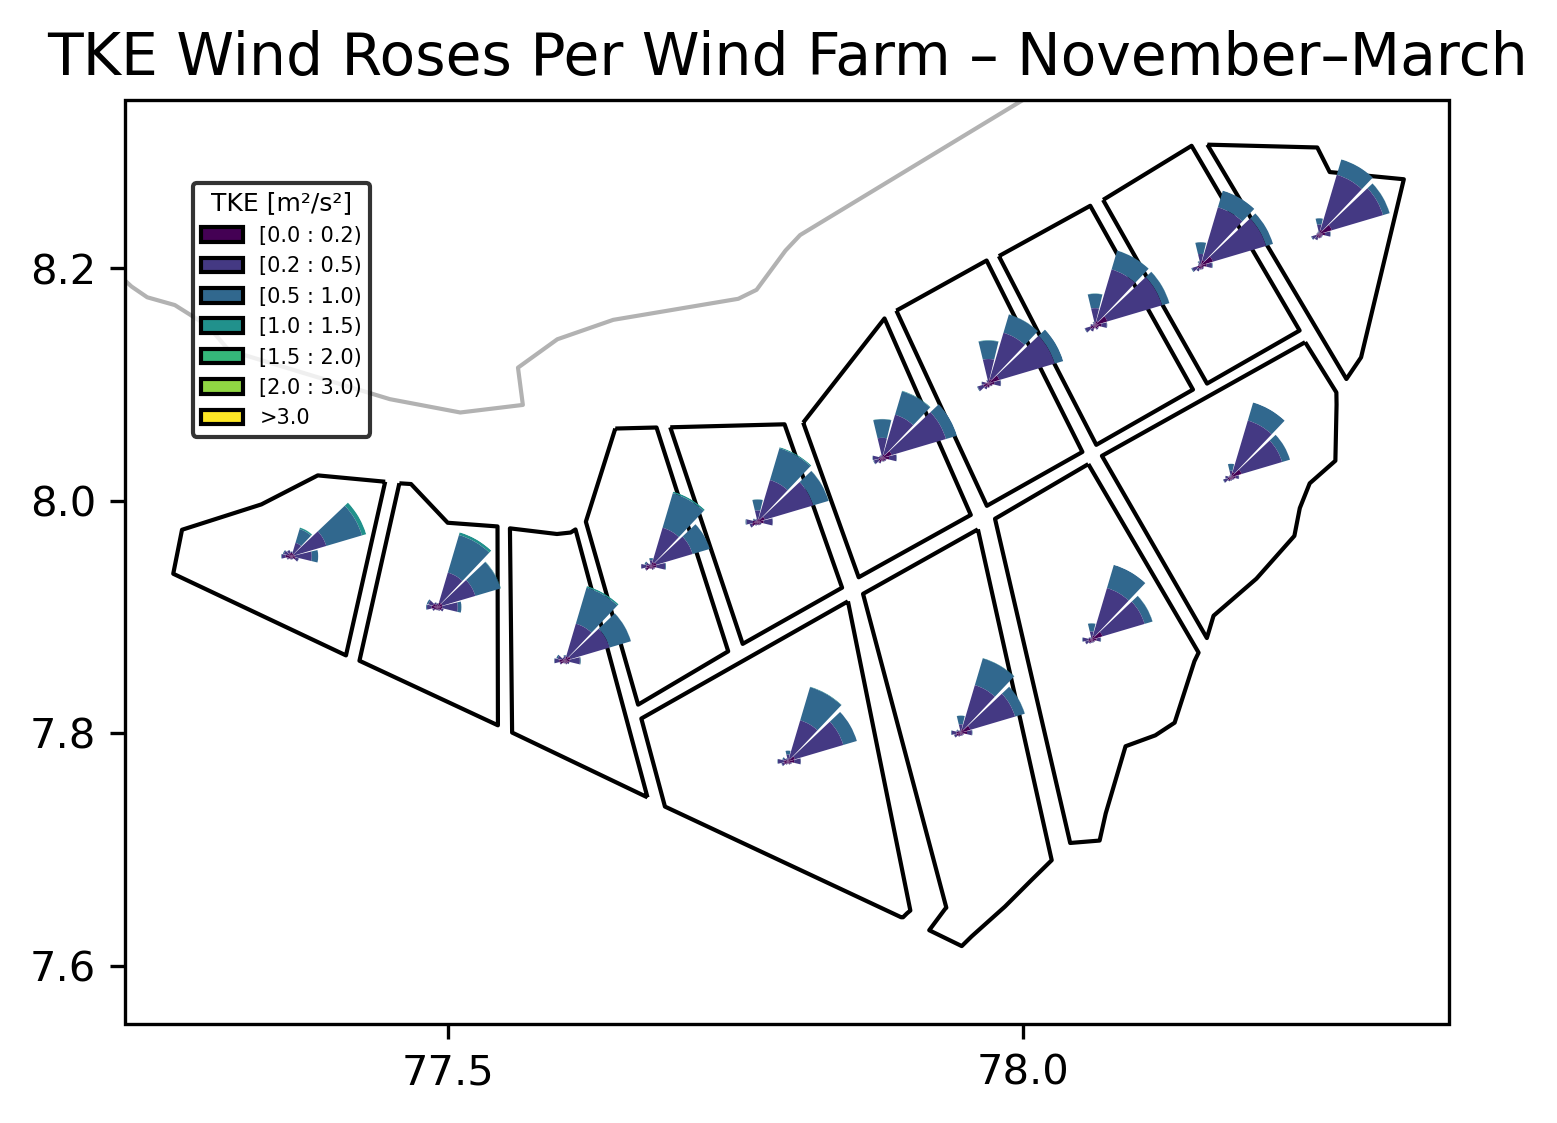 TKE Wind Roses Per Wind Farm – November–March
TKE [m²/s²]
[0.0 : 0.2)
[0.2 : 0.5)
[0.5 : 1.0)
[1.0 : 1.5)
[1.5 : 2.0)
[2.0 : 3.0)
>3.0
8.2
8.0
7.8
7.6
77.5 78.0